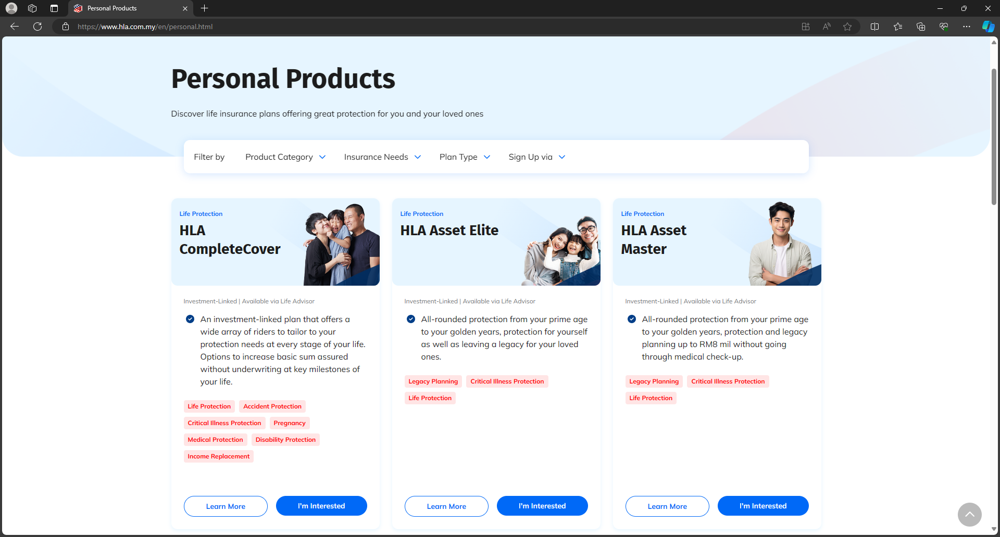 Personal Products
https://www.hla.com.my/en/personal.html
Personal Products
Discover life insurance plans offering great protection for you and your loved ones
Filter by Product Category Insurance Needs Plan Type Sign Up via
Life Protection
HLA
CompleteCover
Investment-Linked | Available via Life Advisor
An investment-linked plan that offers a
wide array of riders to tailor to your
protection needs at every stage of your life.
Options to increase basic sum assured
without underwriting at key milestones of
your life.
Life Protection Accident Protection
Critical Illness Protection Pregnancy
Medical Protection Disability Protection
Income Replacement
Learn More I'm Interested
Life Protection
HLA Asset Elite
Investment-Linked | Available via Life Advisor
All-rounded protection from your prime age
to your golden years, protection for yourself
as well as leaving a legacy for your loved
ones.
Legacy Planning Critical Illness Protection
Life Protection
Learn More I'm Interested
Life Protection
HLA Asset
Master
Investment-Linked | Available via Life Advisor
All-rounded protection from your prime age
to your golden years, protection and legacy
planning up to RM8 mil without going
through medical check-up.
Legacy Planning Critical Illness Protection
Life Protection
Learn More I'm Interested